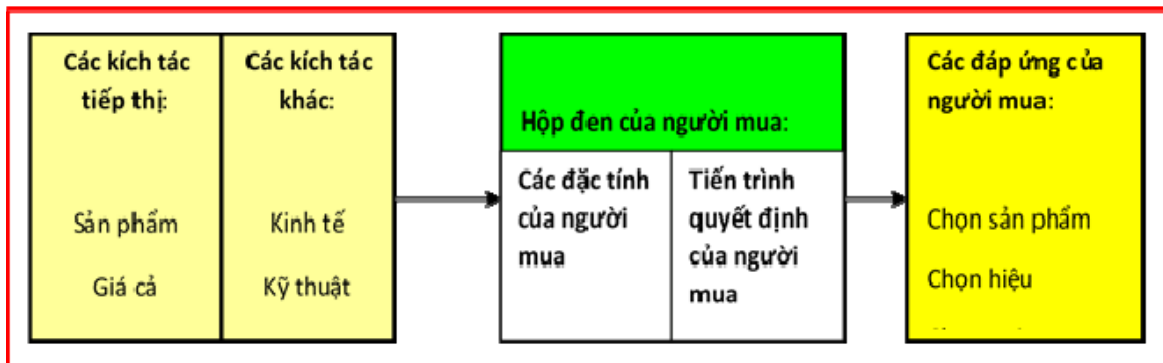 Các kích tác
tiếp thị:
Sản phẩm
Giá cả
Các kích tác
khác:
Kinh tế
Kỹ thuật
Hộp đen của người mua:
Các đặc tính
của người
mua
Tiến trình
quyết định
của người
mua
Các đáp ứng của
người mua:
Chọn sản phẩm
Chọn hiệu